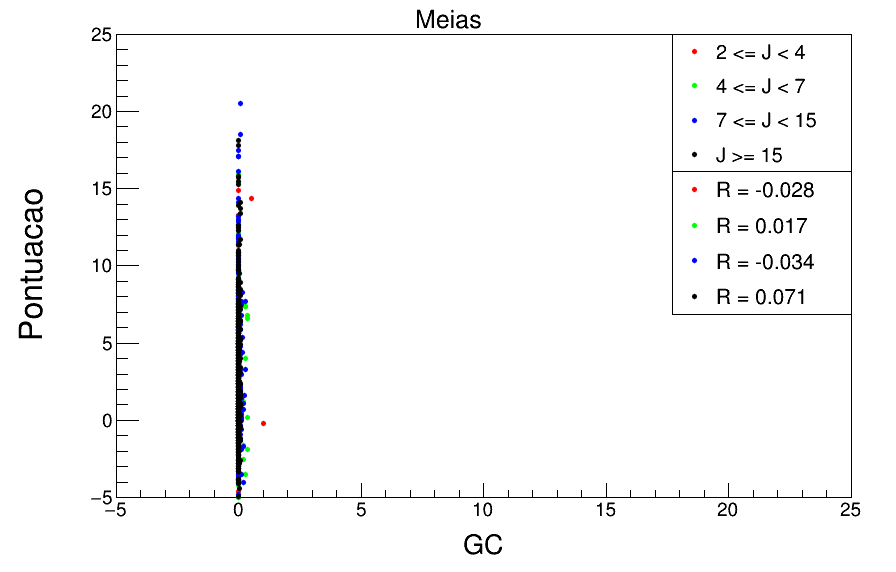 Meias
25
20
15
10
5
0
−5
Pontuacao
2 <= J < 4
4 <= J < 7
7 <= J < 15
J >= 15
R = -0.028
R = 0.017
R = -0.034
R = 0.071
−5 0 5 10 15 20 25
GC